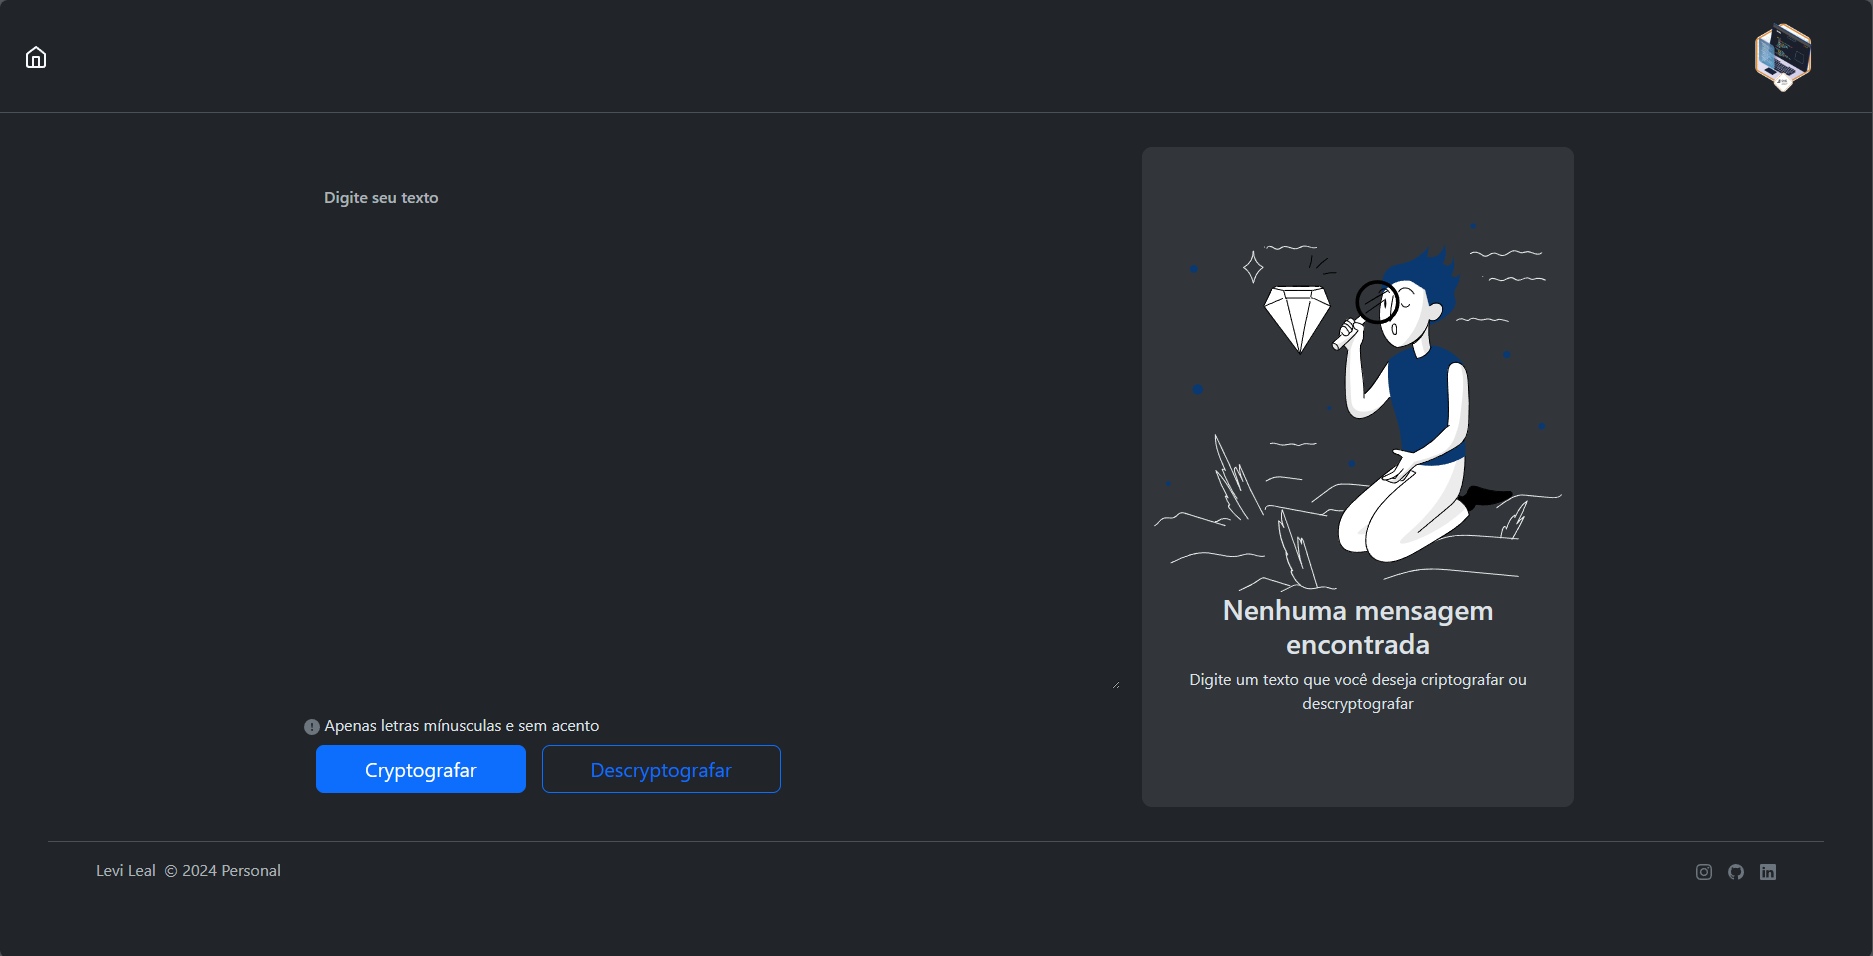 Digite seu texto
Nenhuma mensagem
encontrada
Digite um texto que você deseja criptografar ou
descryptografar
Apenas letras mínusculas e sem acento
Cryptografar
Descryptografar
Levi Leal © 2024 Personal